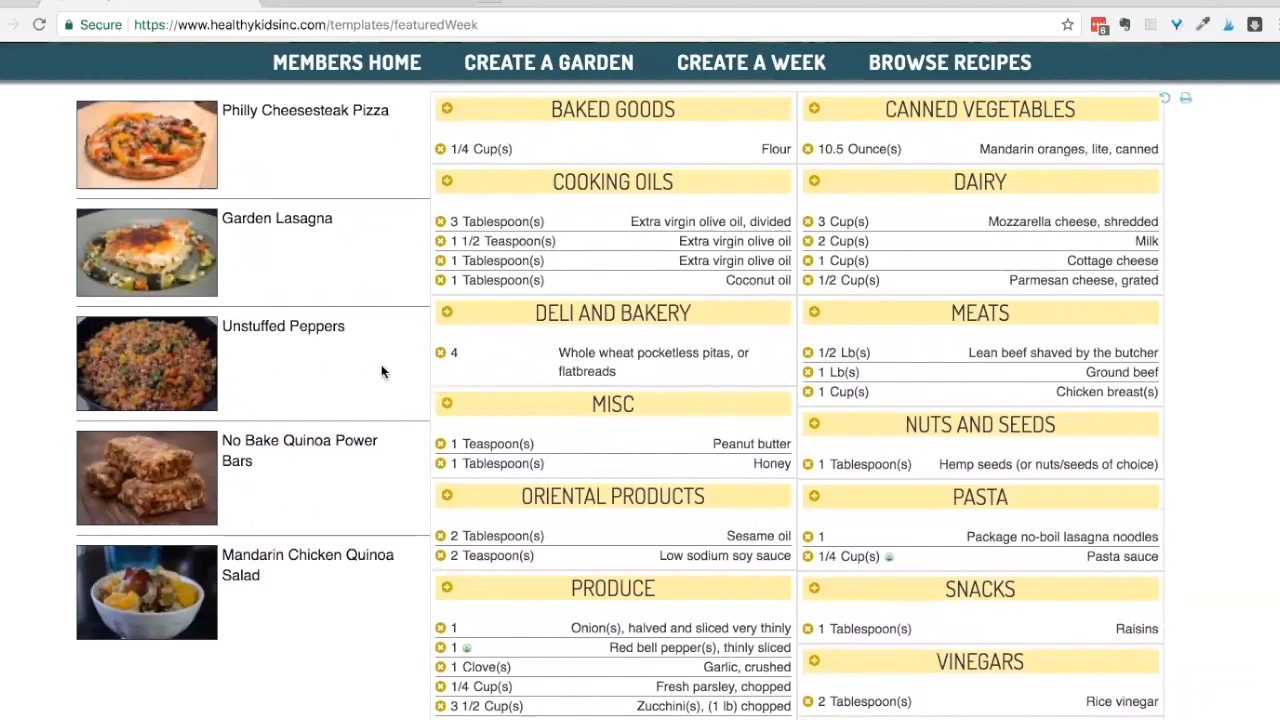 Secure https://www.healthykidsinc.com/templates/featuredWeek
6
MEMBERS HOME CREATE A GARDEN CREATE A WEEK BROWSE RECIPES
Philly Cheesesteak Pizza
Garden Lasagna
Unstuffed Peppers
No Bake Quinoa Power
Bars
Mandarin Chicken Quinoa
Salad
BAKED GOODS
1/4 Cup(s) Flour
COOKING OILS
3 Tablespoon(s) Extra virgin olive oil, divided
1 1/2 Teaspoon(s) Extra virgin olive oil
1 Tablespoon(s) Extra virgin olive oil
1 Tablespoon(s) Coconut oil
DELI AND BAKERY
4 Whole wheat pocketless pitas, or
flatbreads
MISC
1 Teaspoon(s) Peanut butter
1 Tablespoon(s) Honey
ORIENTAL PRODUCTS
2 Tablespoon(s) Sesame oil
2 Teaspoon(s) Low sodium soy sauce
PRODUCE
1 Onion(s), halved and sliced very thinly
1 Red bell pepper(s), thinly sliced
1 Clove(s) Garlic, crushed
1/4 Cup(s) Fresh parsley, chopped
3 1/2 Cup(s) Zucchini(s), (1 lb) chopped
CANNED VEGETABLES
10.5 Ounce(s) Mandarin oranges, lite, canned
DAIRY
3 Cup(s) Mozzarella cheese, shredded
2 Cup(s) Milk
1 Cup(s) Cottage cheese
1/2 Cup(s) Parmesan cheese, grated
MEATS
1/2 Lb(s) Lean beef shaved by the butcher
1 Lb(s) Ground beef
1 Cup(s) Chicken breast(s)
NUTS AND SEEDS
1 Tablespoon(s) Hemp seeds (or nuts/seeds of choice)
PASTA
1 Package no-boil lasagna noodles
1/4 Cup(s) Pasta sauce
SNACKS
1 Tablespoon(s) Raisins
VINEGARS
2 Tablespoon(s) Rice vinegar